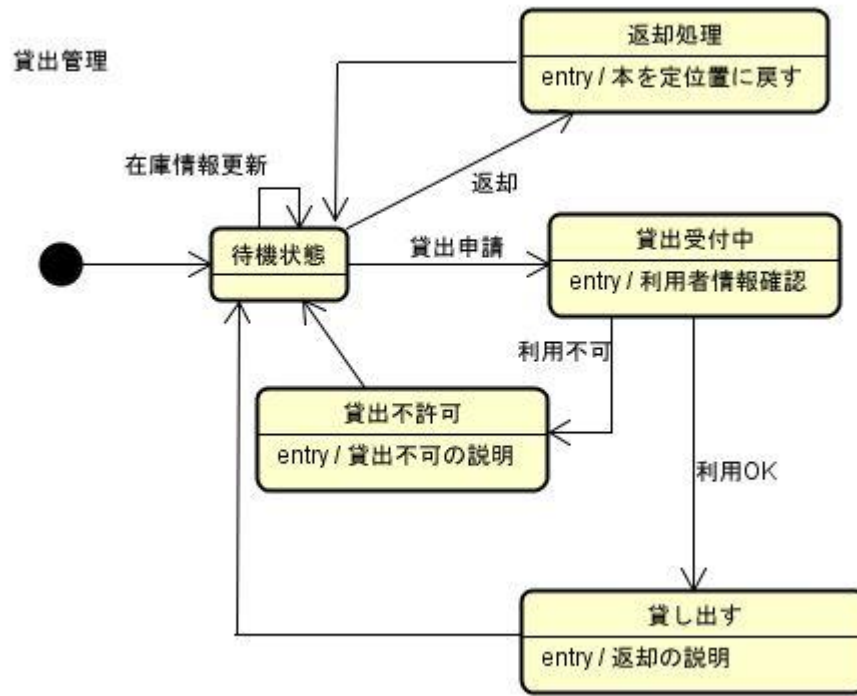 貸出管理
返却処理
entry / 本を定位置に戻す
在庫情報更新
返却
待機状態
貸出申請
貸出受付中
entry / 利用者情報確認
利用不可
貸出不許可
entry / 貸出不可の説明
利用OK
貸し出す
entry / 返却の説明